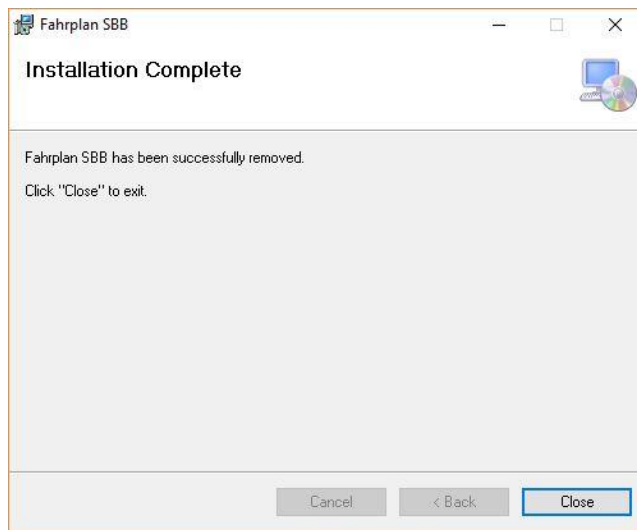 Fahrplan SBB
Installation Complete
Fahrplan SBB has been successfully removed.
Click "Close" to exit.
Cancel
< Back
Close